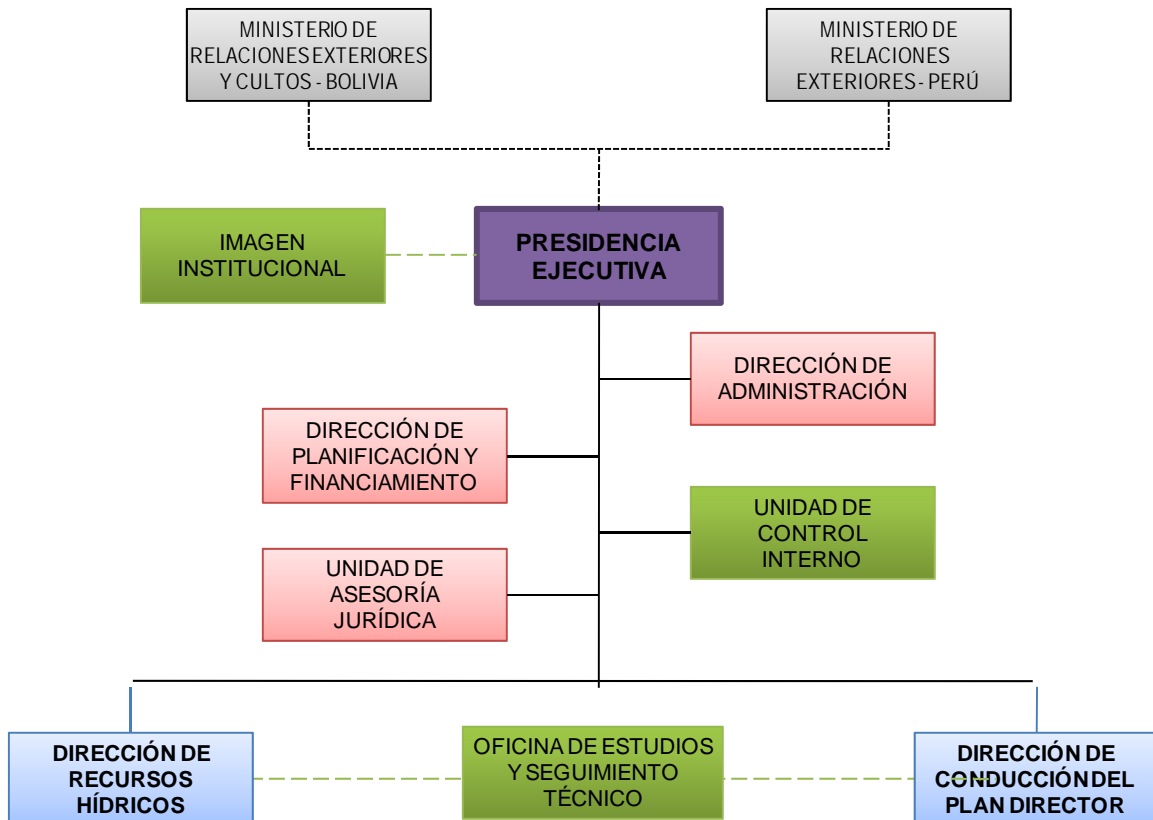 MINISTERIO DE
RELACIONES EXTERIORES
Y CULTOS - BOLIVIA
MINISTERIO DE
RELACIONES
EXTERIORES - PERÚ
IMAGEN
INSTITUCIONAL
PRESIDENCIA
EJECUTIVA
DIRECCIÓN DE
ADMINISTRACIÓN
DIRECCIÓN DE
PLANIFICACIÓN Y
FINANCIAMIENTO
UNIDAD DE
CONTROL
INTERNO
UNIDAD DE
ASESORÍA
JURÍDICA
DIRECCIÓN DE
RECURSOS
HÍDRICOS
OFICINA DE ESTUDIOS
Y SEGUIMIENTO
TÉCNICO
DIRECCIÓN DE
CONDUCCIÓN DEL
PLAN DIRECTOR